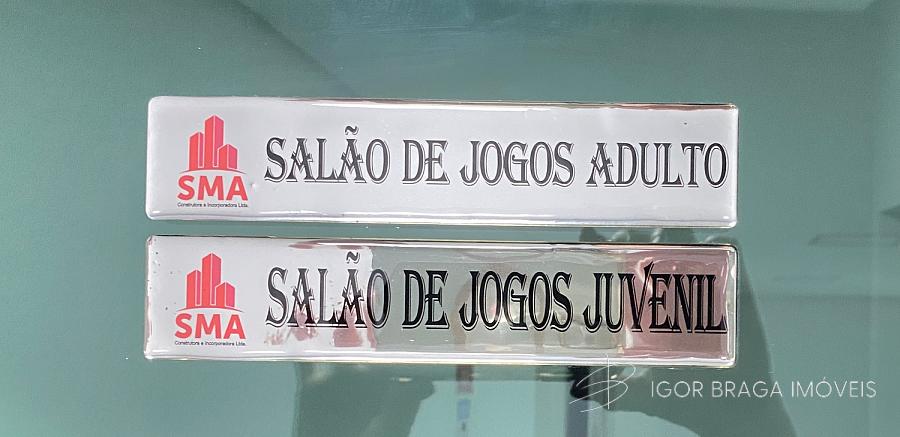 SALÃO DE JOGOS ADULTO
SMA
Construtora e Incorporadora Ltda.
SALÃO DE JOGOS JUVENIL
SMA
Construtora e Incorporadora Ltda.
IGOR BRAGA IMÓVEIS